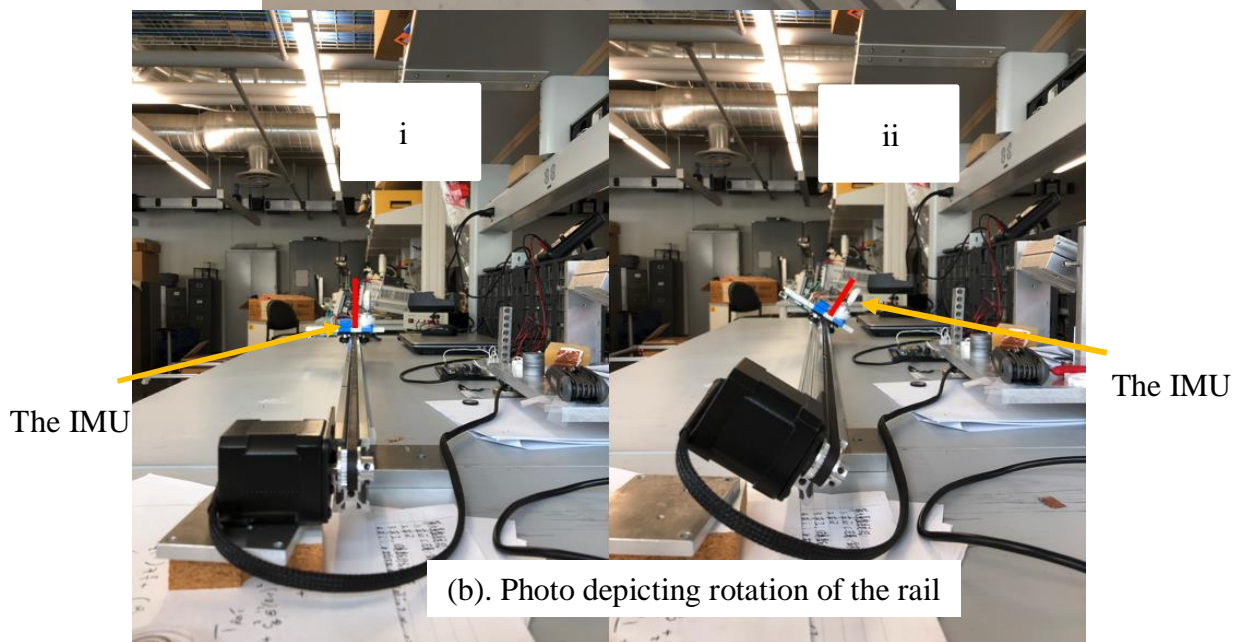 i
ii
The IMU
The IMU
(b). Photo depicting rotation of the rail